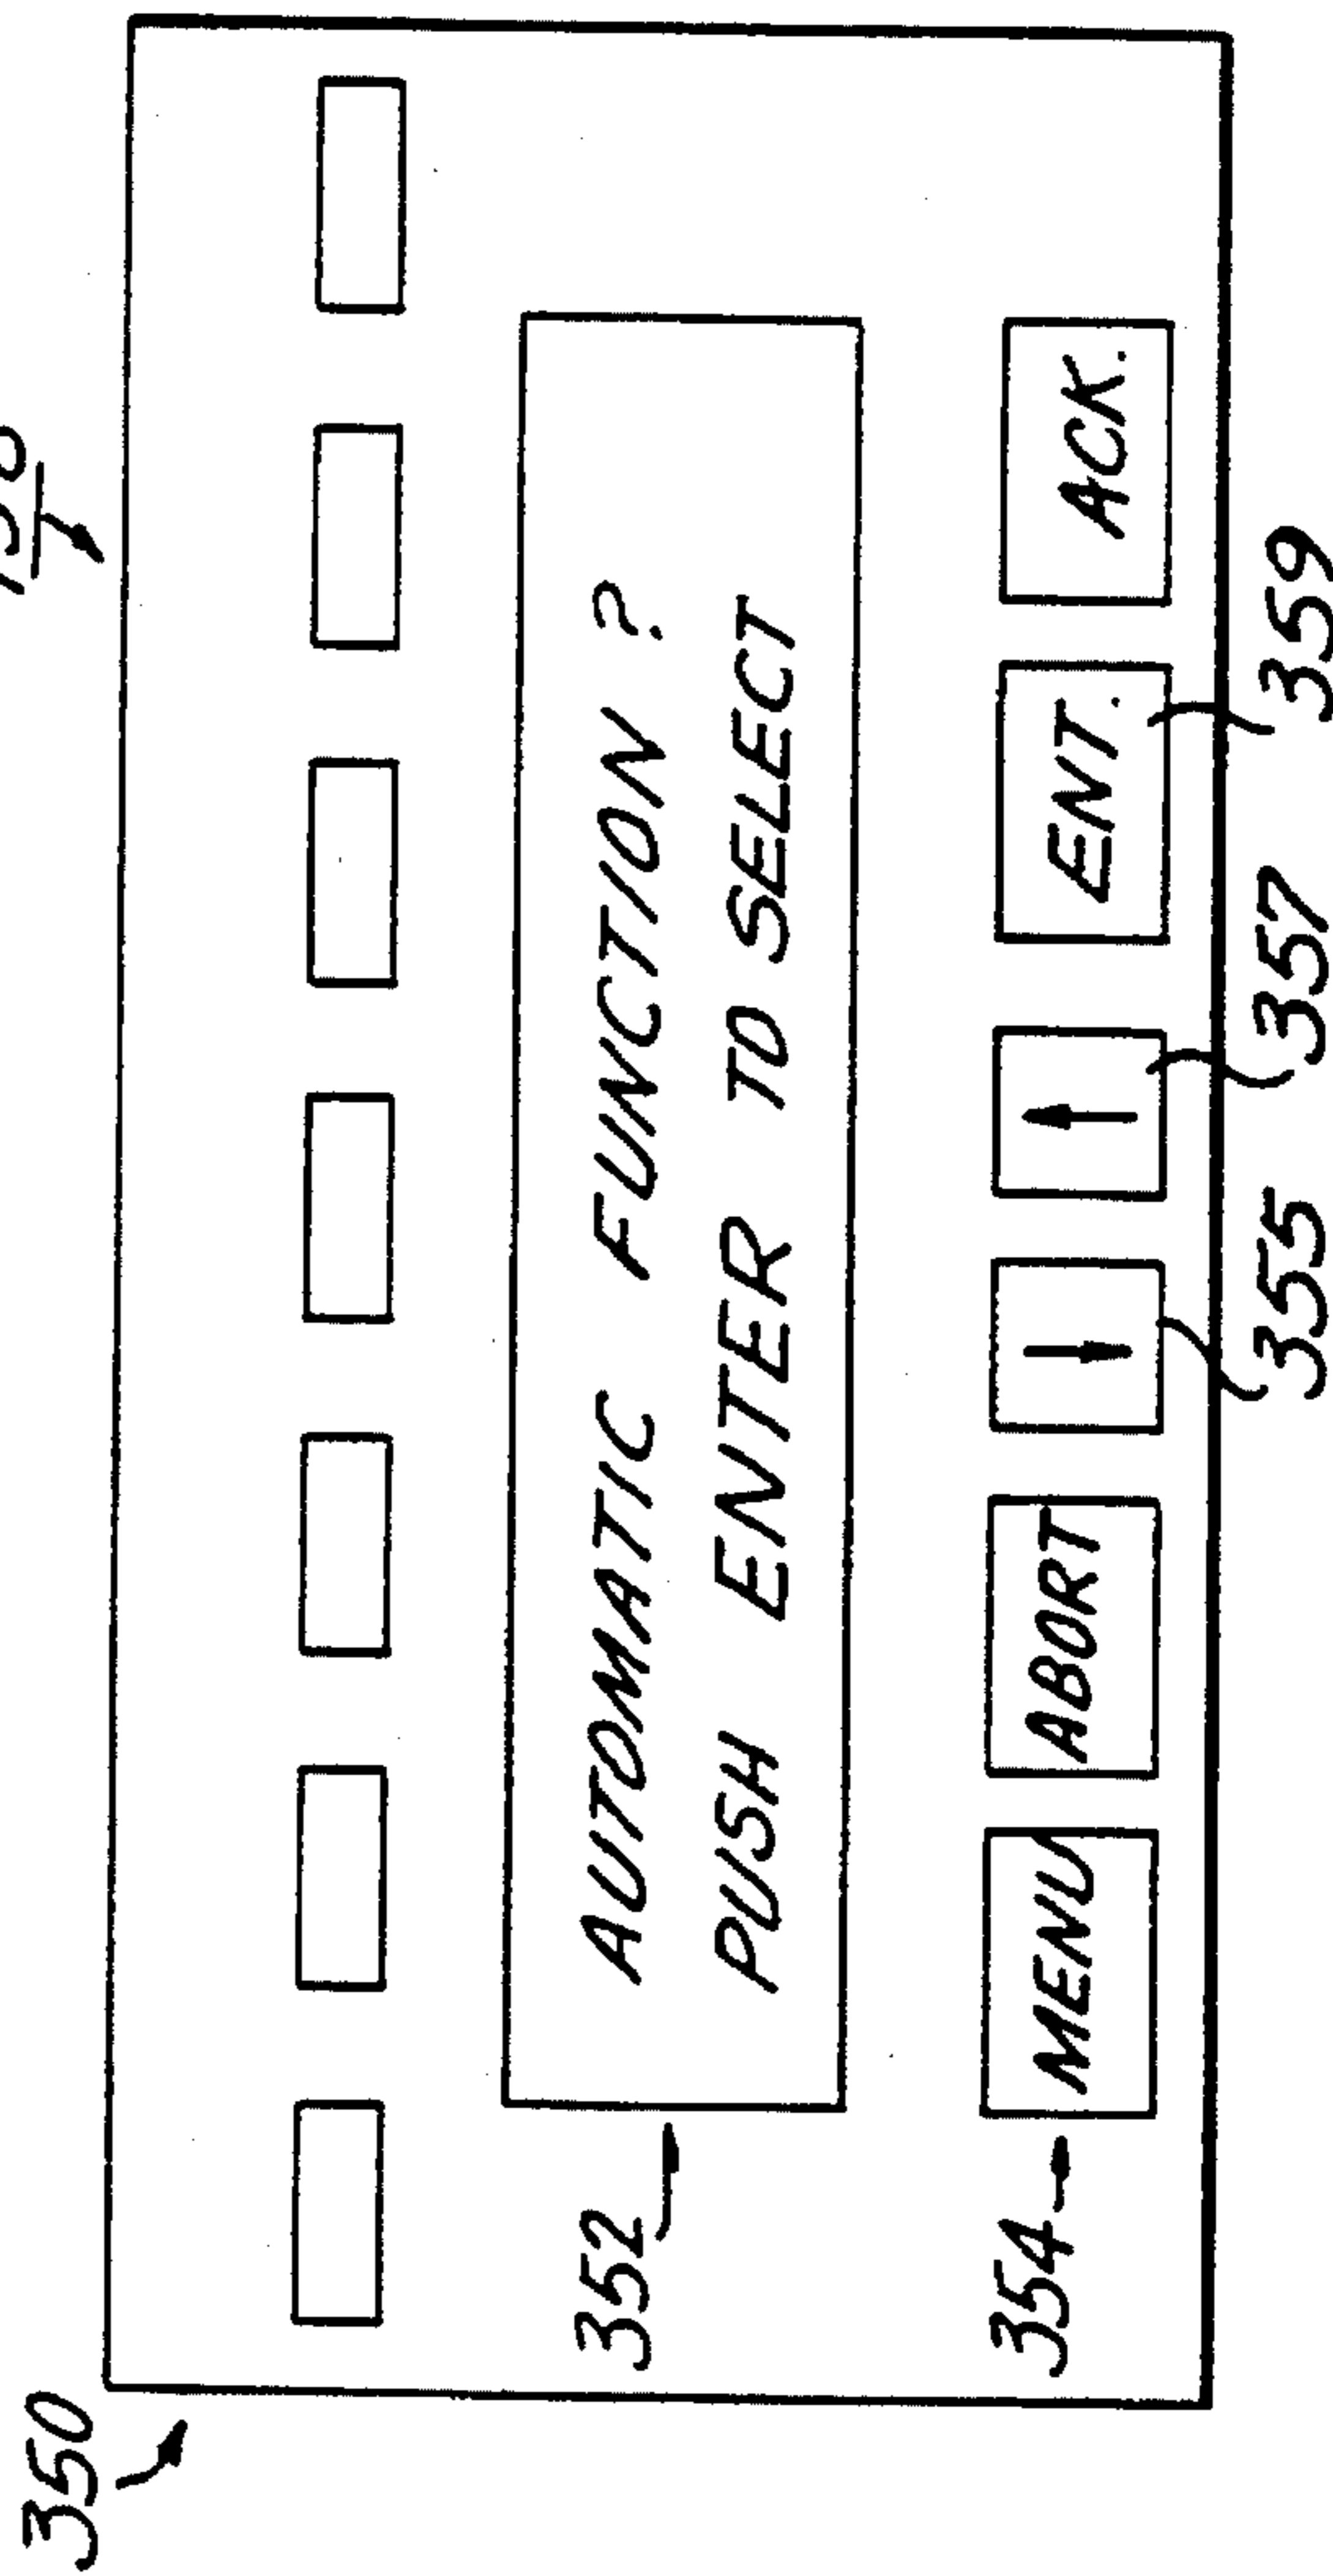 350
352
AUTOMATIC FUNCTION ?
PUSH ENTER TO SELECT
354
MENU ABORT ↓ ↑ ENT. ACK.
355 357 359